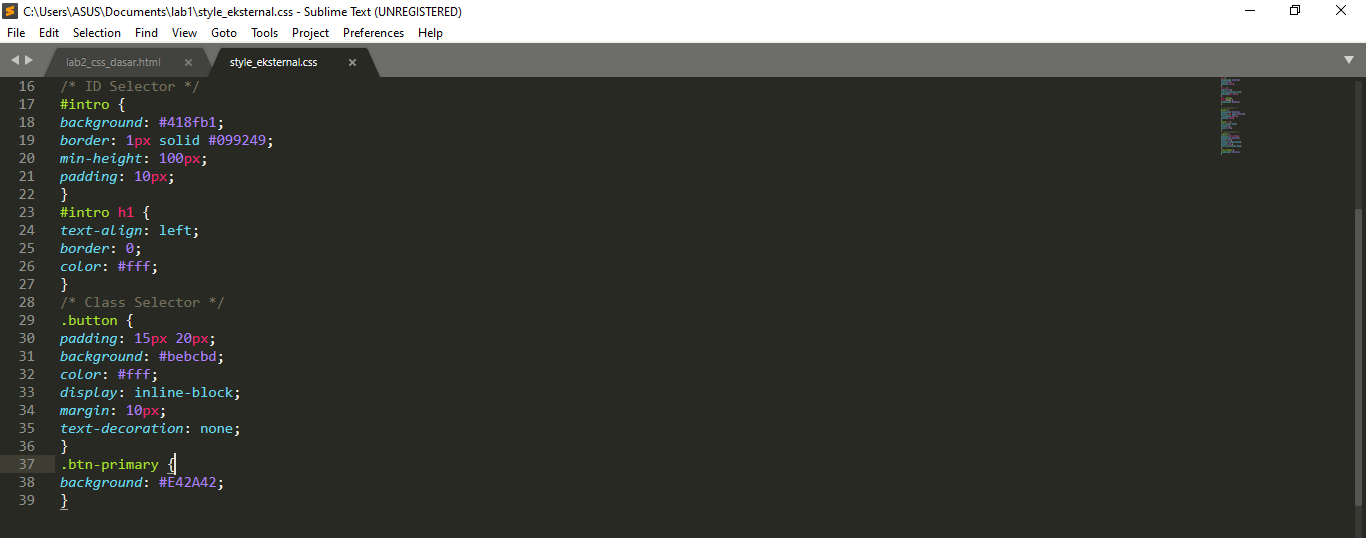 C:\Users\ASUS\Documents\lab1\style_eksternal.css - Sublime Text (UNREGISTERED)
File Edit Selection Find View Goto Tools Project Preferences Help
lab2_css_dasar.html × style_eksternal.css ×
16 /* ID Selector */
17 #intro {
18 background: #418fb1;
19 border: 1px solid #099249;
20 min-height: 100px;
21 padding: 10px;
22 }
23 #intro h1 {
24 text-align: left;
25 border: 0;
26 color: #fff;
27 }
28 /* Class Selector */
29 .button {
30 padding: 15px 20px;
31 background: #bebcbd;
32 color: #fff;
33 display: inline-block;
34 margin: 10px;
35 text-decoration: none;
36 }
37 .btn-primary {
38 background: #E42A42;
39 }